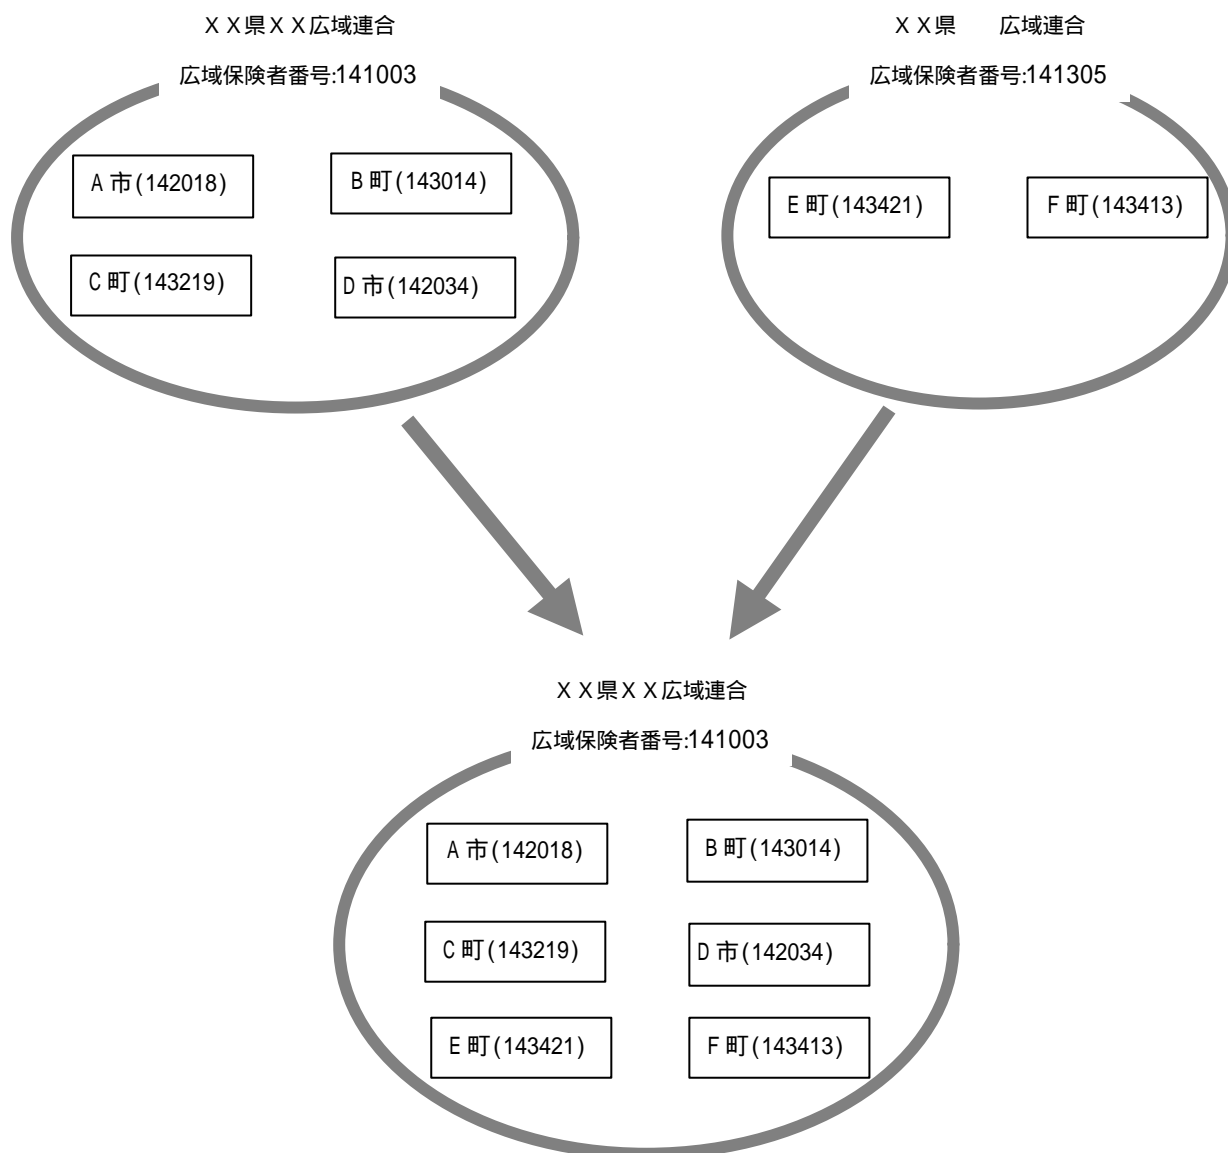 ＸＸ県ＸＸ広域連合
広域保険者番号:141003
A市(142018)
B町(143014)
C町(143219)
D市(142034)
ＸＸ県　　広域連合
広域保険者番号:141305
E町(143421)
F町(143413)
ＸＸ県ＸＸ広域連合
広域保険者番号:141003
A市(142018)
B町(143014)
C町(143219)
D市(142034)
E町(143421)
F町(143413)